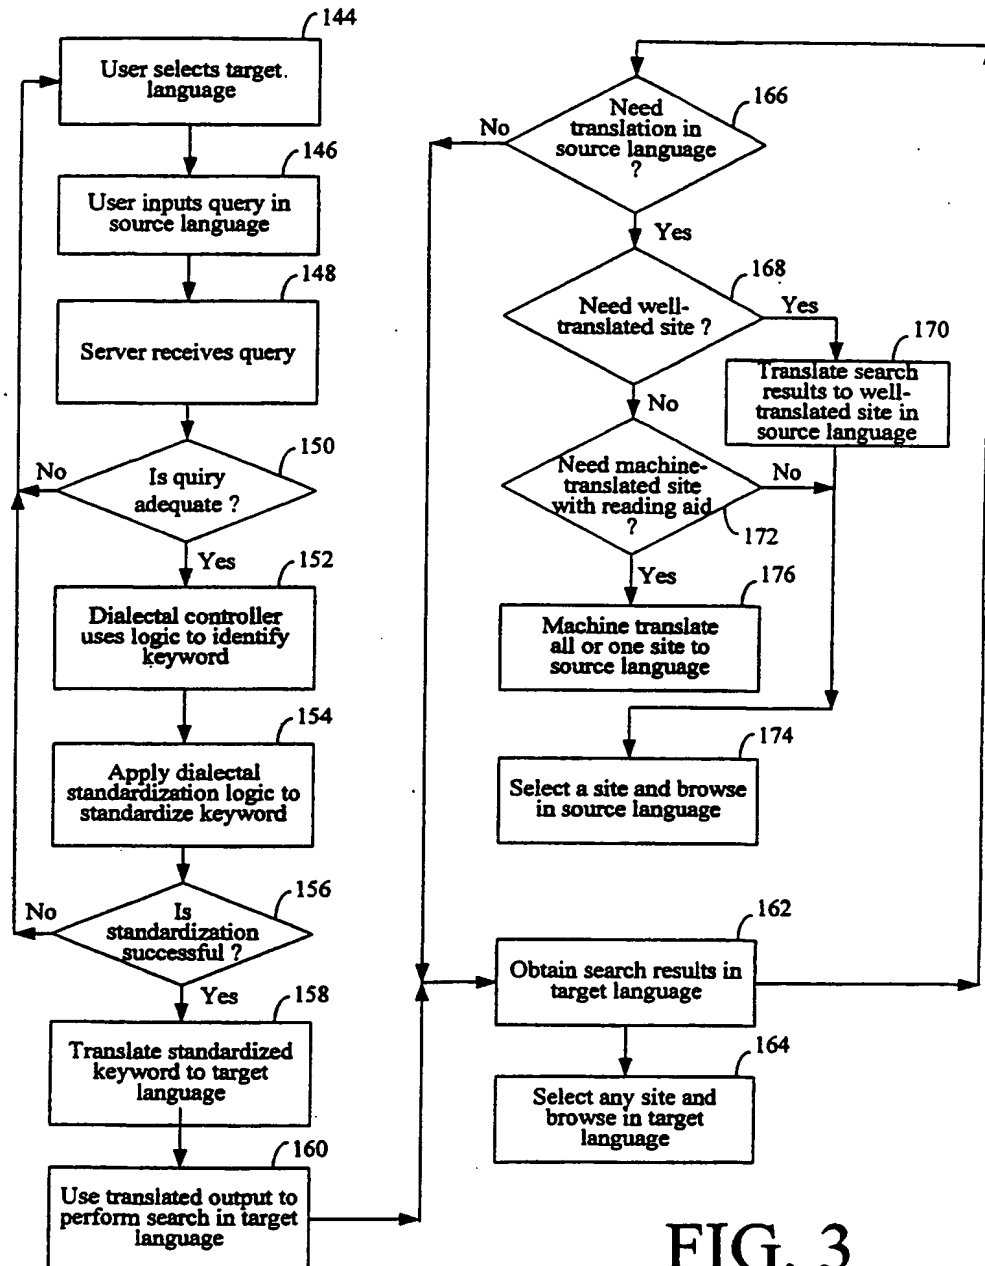 144
User selects target.
language
146
User inputs query in
source language
148
Server receives query
150
No
Is quiry
adequate ?
Yes
152
Dialectal controller
uses logic to identify
keyword
154
Apply dialectal
standardization logic to
standardize keyword
156
No
Is
standardization
successful ?
Yes
158
Translate standardized
keyword to target
language
160
Use translated output to
perform search in target
language
166
No
Need
translation in
source language
?
Yes
168
Need well-
translated site ?
Yes
170
Translate search
results to well-
translated site in
source language
No
Need machine-
translated site
with reading aid
?
No
172
Yes
176
Machine translate
all or one site to
source language
174
Select a site and browse
in source language
162
Obtain search results in
target language
164
Select any site and
browse in target
language
FIG. 3